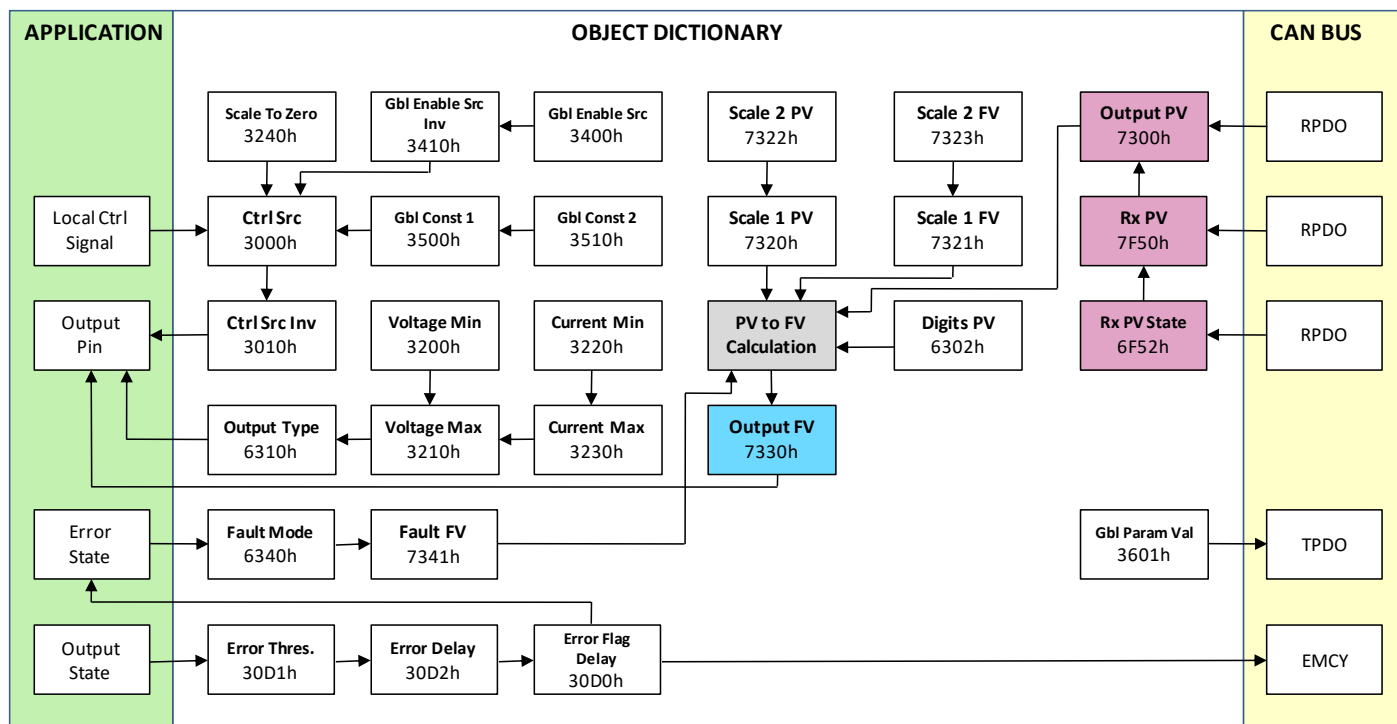 APPLICATION
OBJECT DICTIONARY
CAN BUS
Scale To Zero
3240h
Gbl Enable Src
Inv
3410h
Gbl Enable Src
3400h
Scale 2 PV
7322h
Scale 2 FV
7323h
Output PV
7300h
RPDO
Local Ctrl
Signal
Ctrl Src
3000h
Gbl Const 1
3500h
Gbl Const 2
3510h
Scale 1 PV
7320h
Scale 1 FV
7321h
Rx PV
7F50h
RPDO
Output
Pin
Ctrl Src Inv
3010h
Voltage Min
3200h
Current Min
3220h
PV to FV
Calculation
Digits PV
6302h
Rx PV State
6F52h
RPDO
Output Type
6310h
Voltage Max
3210h
Current Max
3230h
Output FV
7330h
Error
State
Fault Mode
6340h
Fault FV
7341h
Gbl Param Val
3601h
TPDO
Output
State
Error Thres.
30D1h
Error Delay
30D2h
Error Flag
Delay
30D0h
EMCY